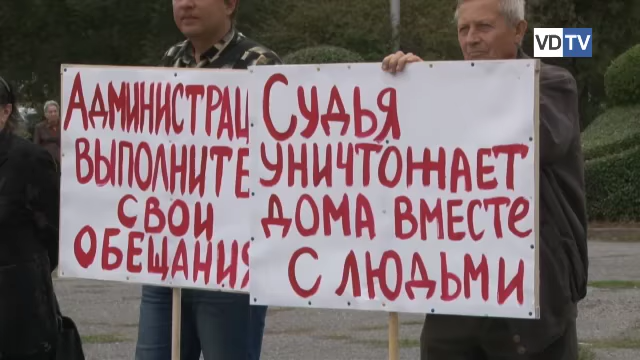 VDTV
АДМИНИСТРАЦ
ВЫПОЛНИТЕ
СВОИ
ОБЕЩАНИЯ
СУДЬЯ
УНИЧТОЖАЕТ
ДОМА ВМЕСТЕ
С ЛЮДЬМИ